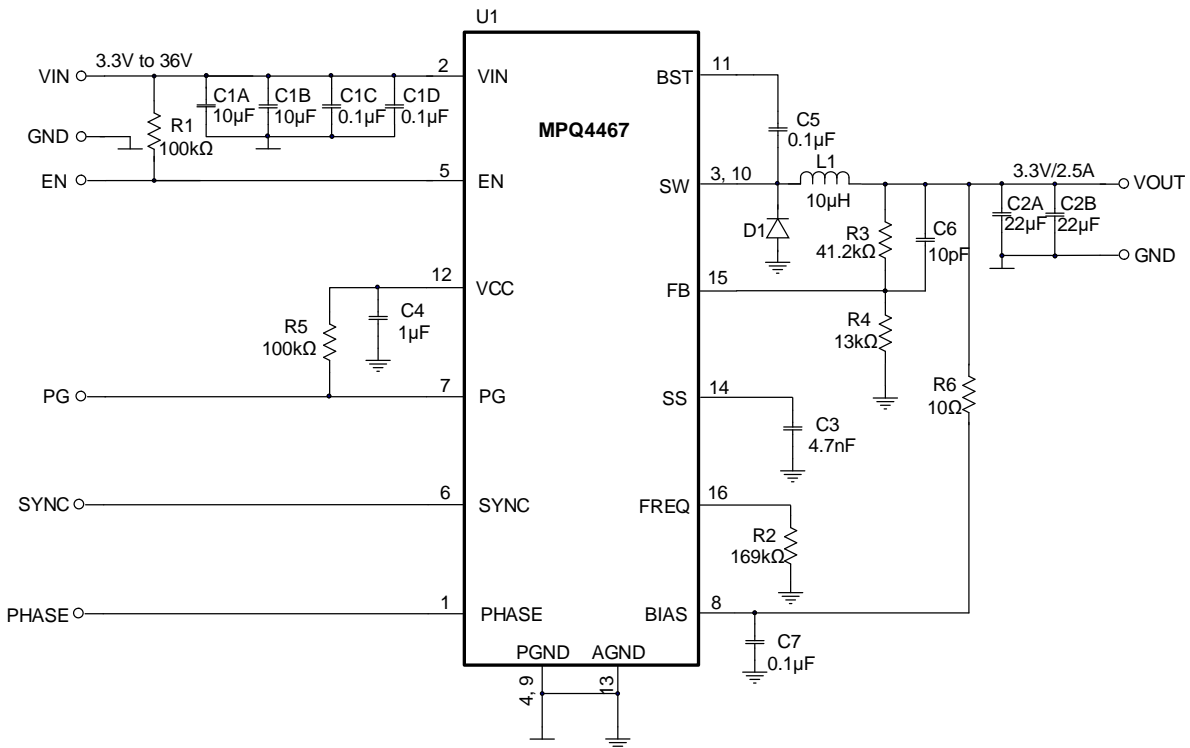 U1
MPQ4467
3.3V to 36V
VIN
GND
EN
R1
100kΩ
C1A
10µF
C1B
10µF
C1C
0.1µF
C1D
0.1µF
2
VIN
5
EN
12
VCC
C4
1µF
R5
100kΩ
PG
7
PG
SYNC
6
SYNC
PHASE
1
PHASE
PGND
4, 9
AGND
13
BST
11
C5
0.1µF
SW
3, 10
L1
10µH
D1
3.3V/2.5A
VOUT
C2A
22µF
C2B
22µF
GND
R3
41.2kΩ
C6
10pF
FB
15
R4
13kΩ
R6
10Ω
SS
14
C3
4.7nF
FREQ
16
R2
169kΩ
BIAS
8
C7
0.1µF